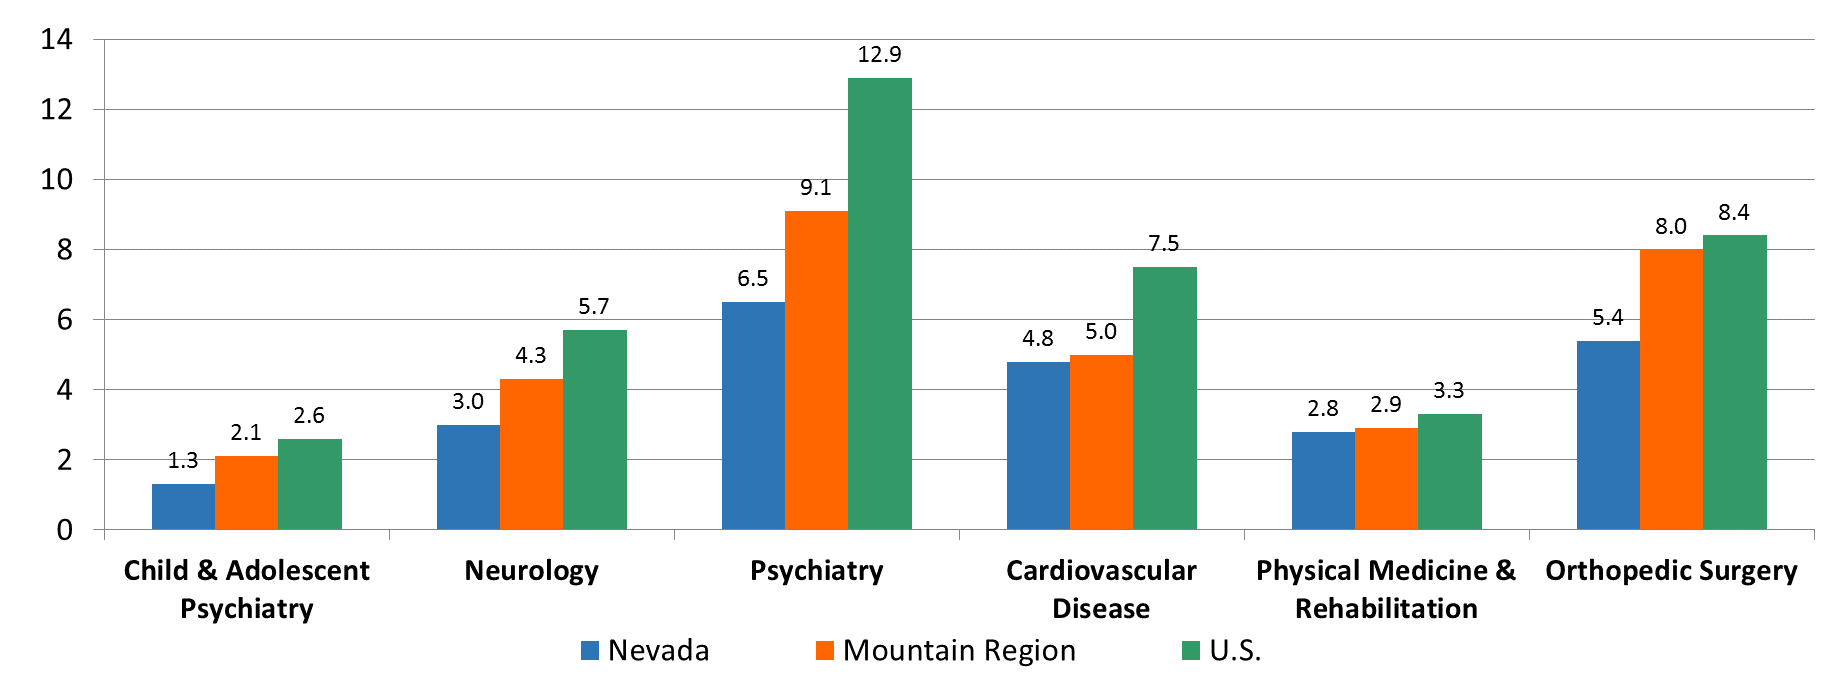 14
12
10
8
6
4
2
0
1.3
2.1
2.6
3.0
4.3
5.7
6.5
9.1
12.9
4.8
5.0
7.5
2.8
2.9
3.3
5.4
8.0
8.4
Child & Adolescent
Psychiatry
Neurology
Psychiatry
Cardiovascular
Disease
Physical Medicine &
Rehabilitation
Orthopedic Surgery
Nevada
Mountain Region
U.S.